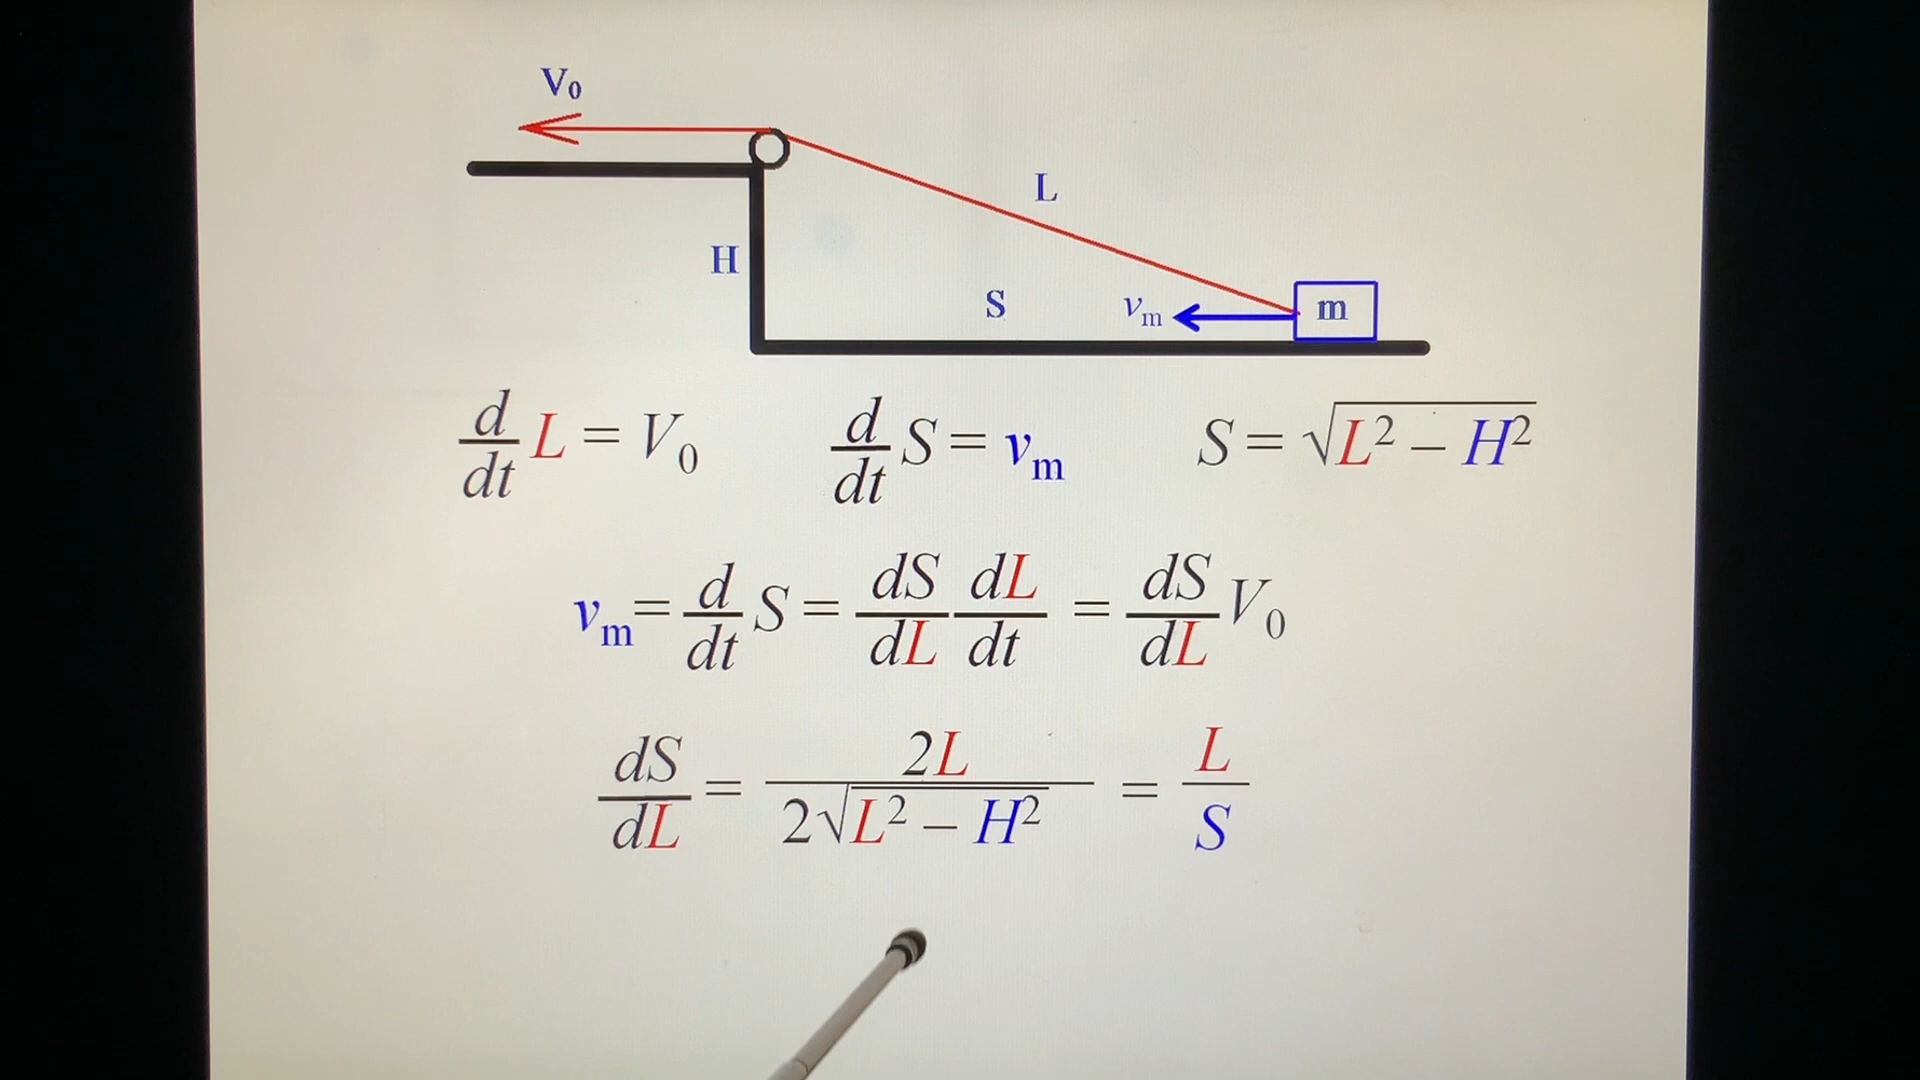 V₀
L
H
S
vₘ
m
d/dt L = V₀
d/dt S = vₘ
S = √(L² – H²)
vₘ = d/dt S = dS/dL dL/dt = dS/dL V₀
dS/dL = 2L/2√(L² – H²) = L/S